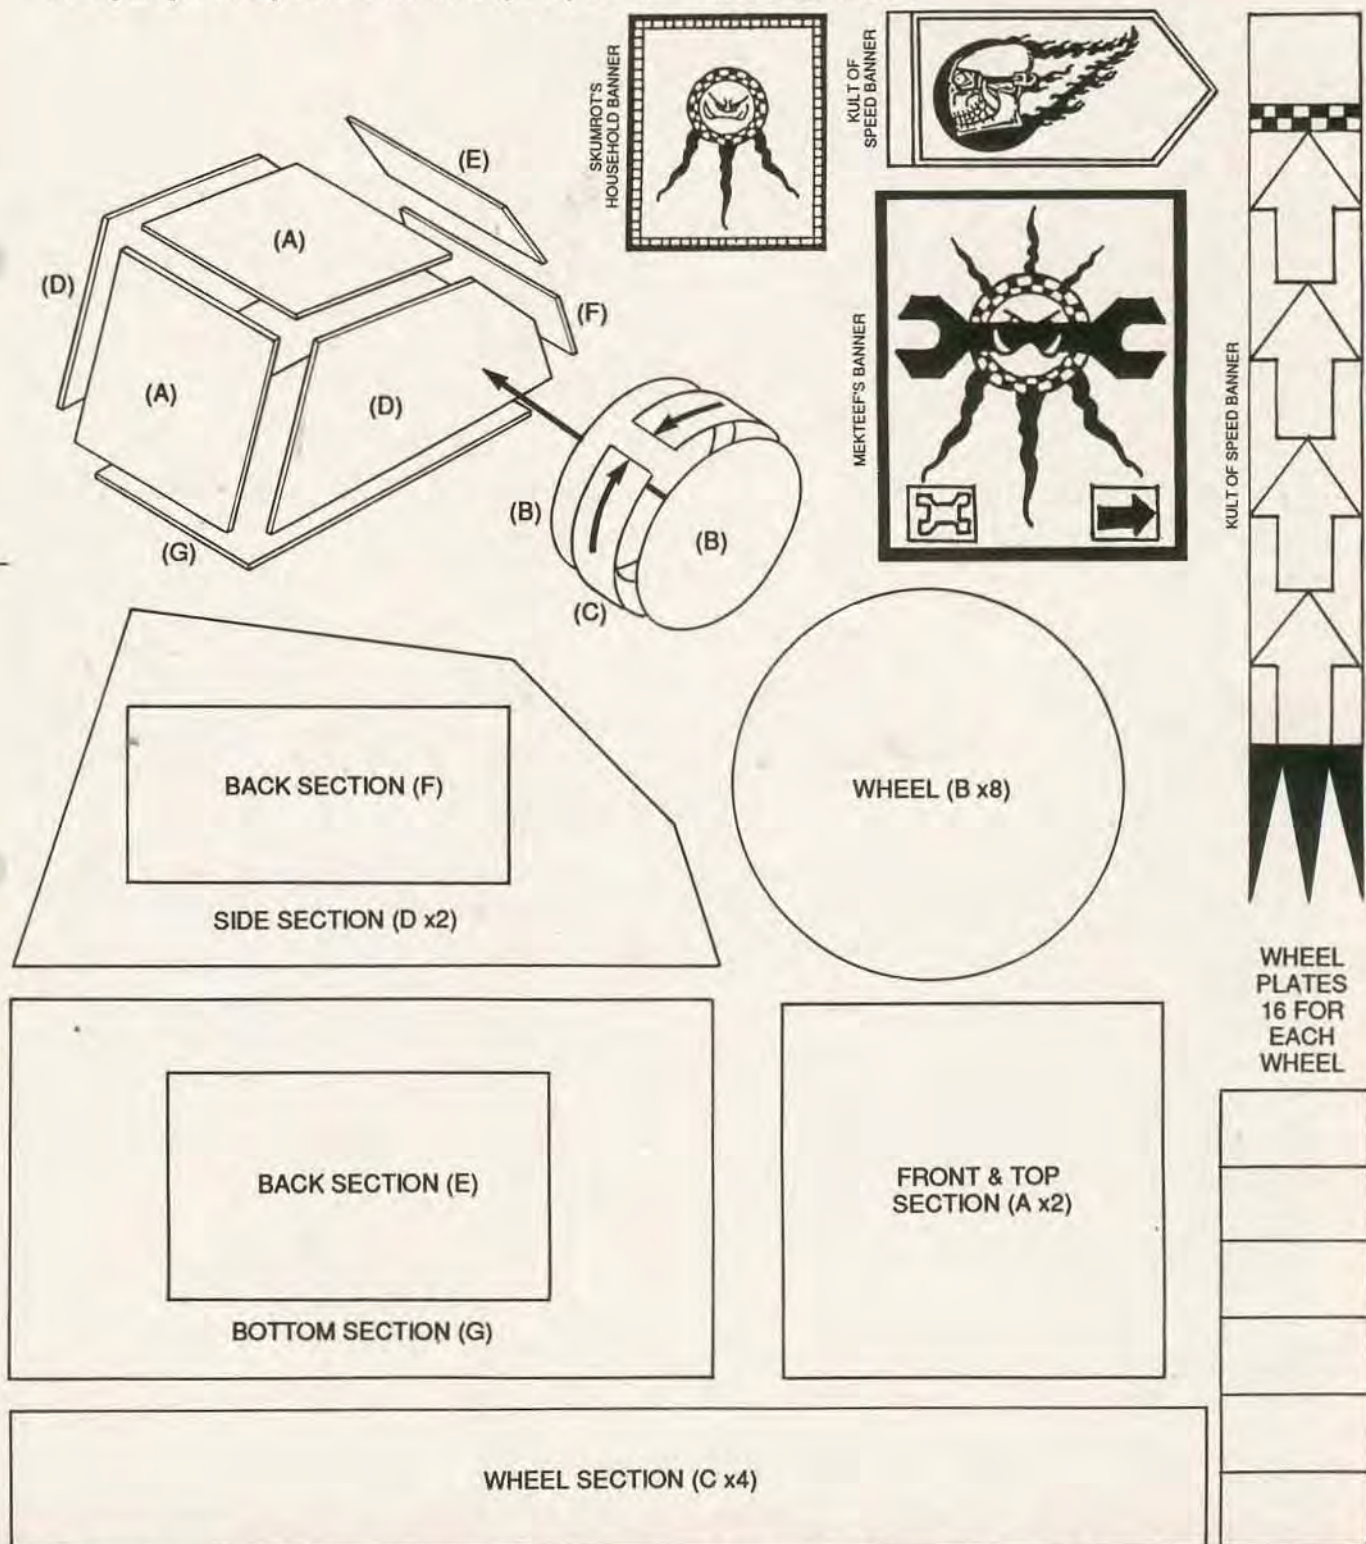 SKUMROT'S
HOUSEHOLD BANNER
KULT OF
SPEED BANNER
(E)
(A)
(D)
(F)
(A)
(D)
(B)
(B)
(G)
(C)
MEKTEEF'S BANNER
KULT OF SPEED BANNER
BACK SECTION (F)
SIDE SECTION (D x2)
WHEEL (B x8)
WHEEL
PLATES
16 FOR
EACH
WHEEL
BACK SECTION (E)
BOTTOM SECTION (G)
FRONT & TOP
SECTION (A x2)
WHEEL SECTION (C x4)